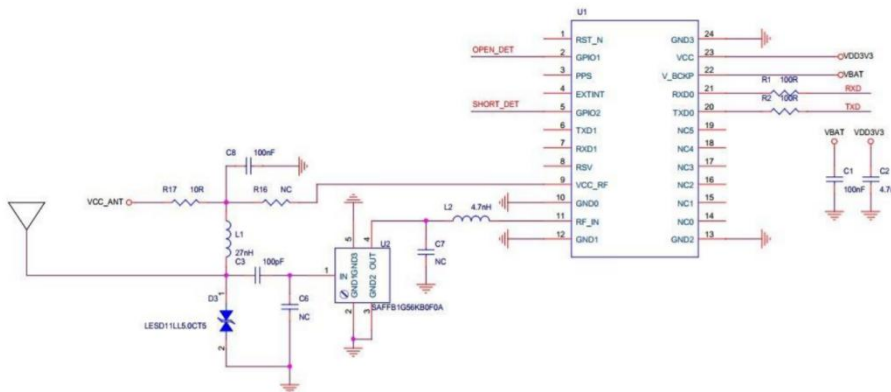 U1
1 RST_N GND3 24
OPEN_DET 2 GPIO1 VCC 23 VDD3V3
3 PPS V_BCKP 22 VBAT
4 EXTINT RXD0 21 R1 100R RXD
SHORT_DET 5 GPIO2 TXD0 20 R2 100R TXD
6 TXD1 NC5 19
7 RXD1 NC4 18
8 RSV NC3 17
9 VCC_RF NC2 16
10 GND0 NC1 15
11 RF_IN NC0 14
12 GND1 GND2 13
VBAT VDD3V3
C1 C2
100nF 4.7
C8 100nF
VCC_ANT R17 10R R16 NC
L2 4.7nH
L1
27nH
C3
100pF
C7
NC
5 4
U2
1 IN GND1 GND3 OUT GND2
2 3
SAFFB1G56KB0F0A
C6
NC
D3 1
LESD11LL5.0CT5
2